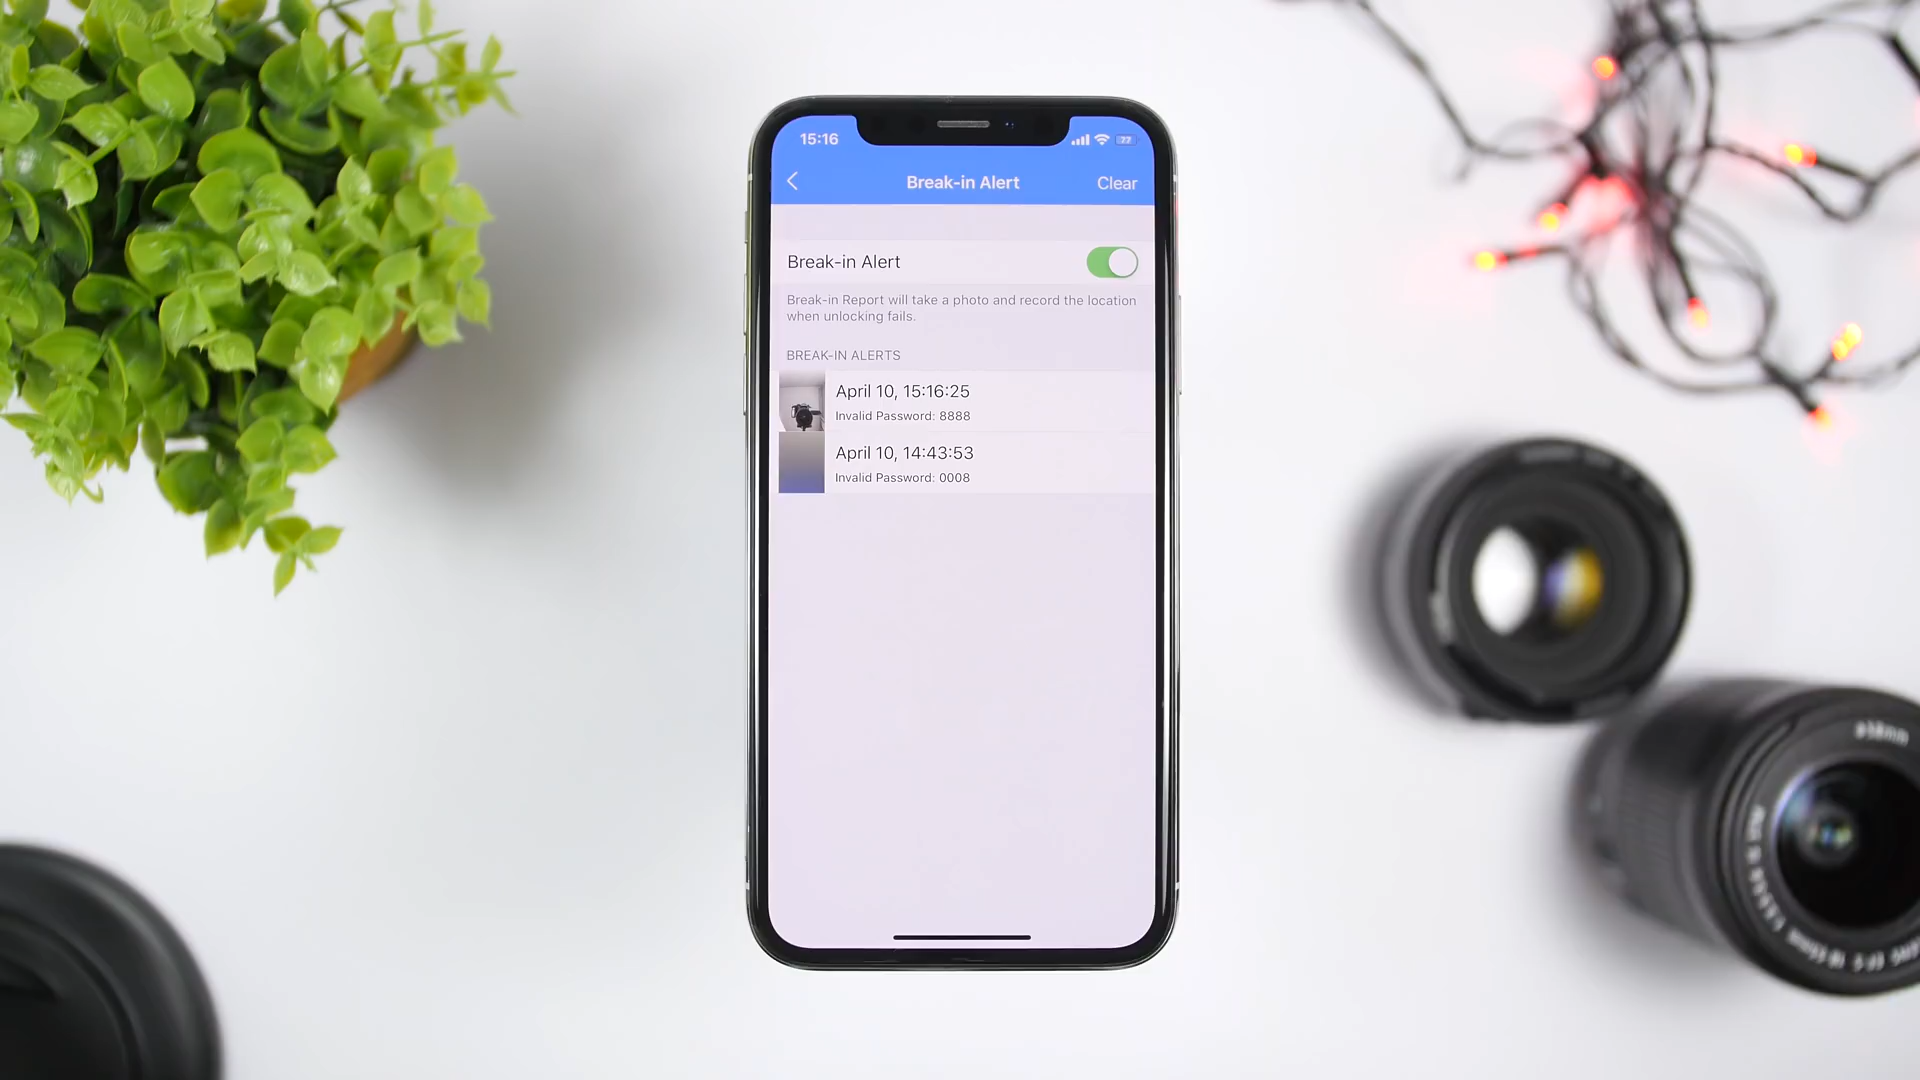 15:16
77
Break-in Alert
Clear
Break-in Alert
Break-in Report will take a photo and record the location
when unlocking fails.
BREAK-IN ALERTS
April 10, 15:16:25
Invalid Password: 8888
April 10, 14:43:53
Invalid Password: 0008
ø58mm